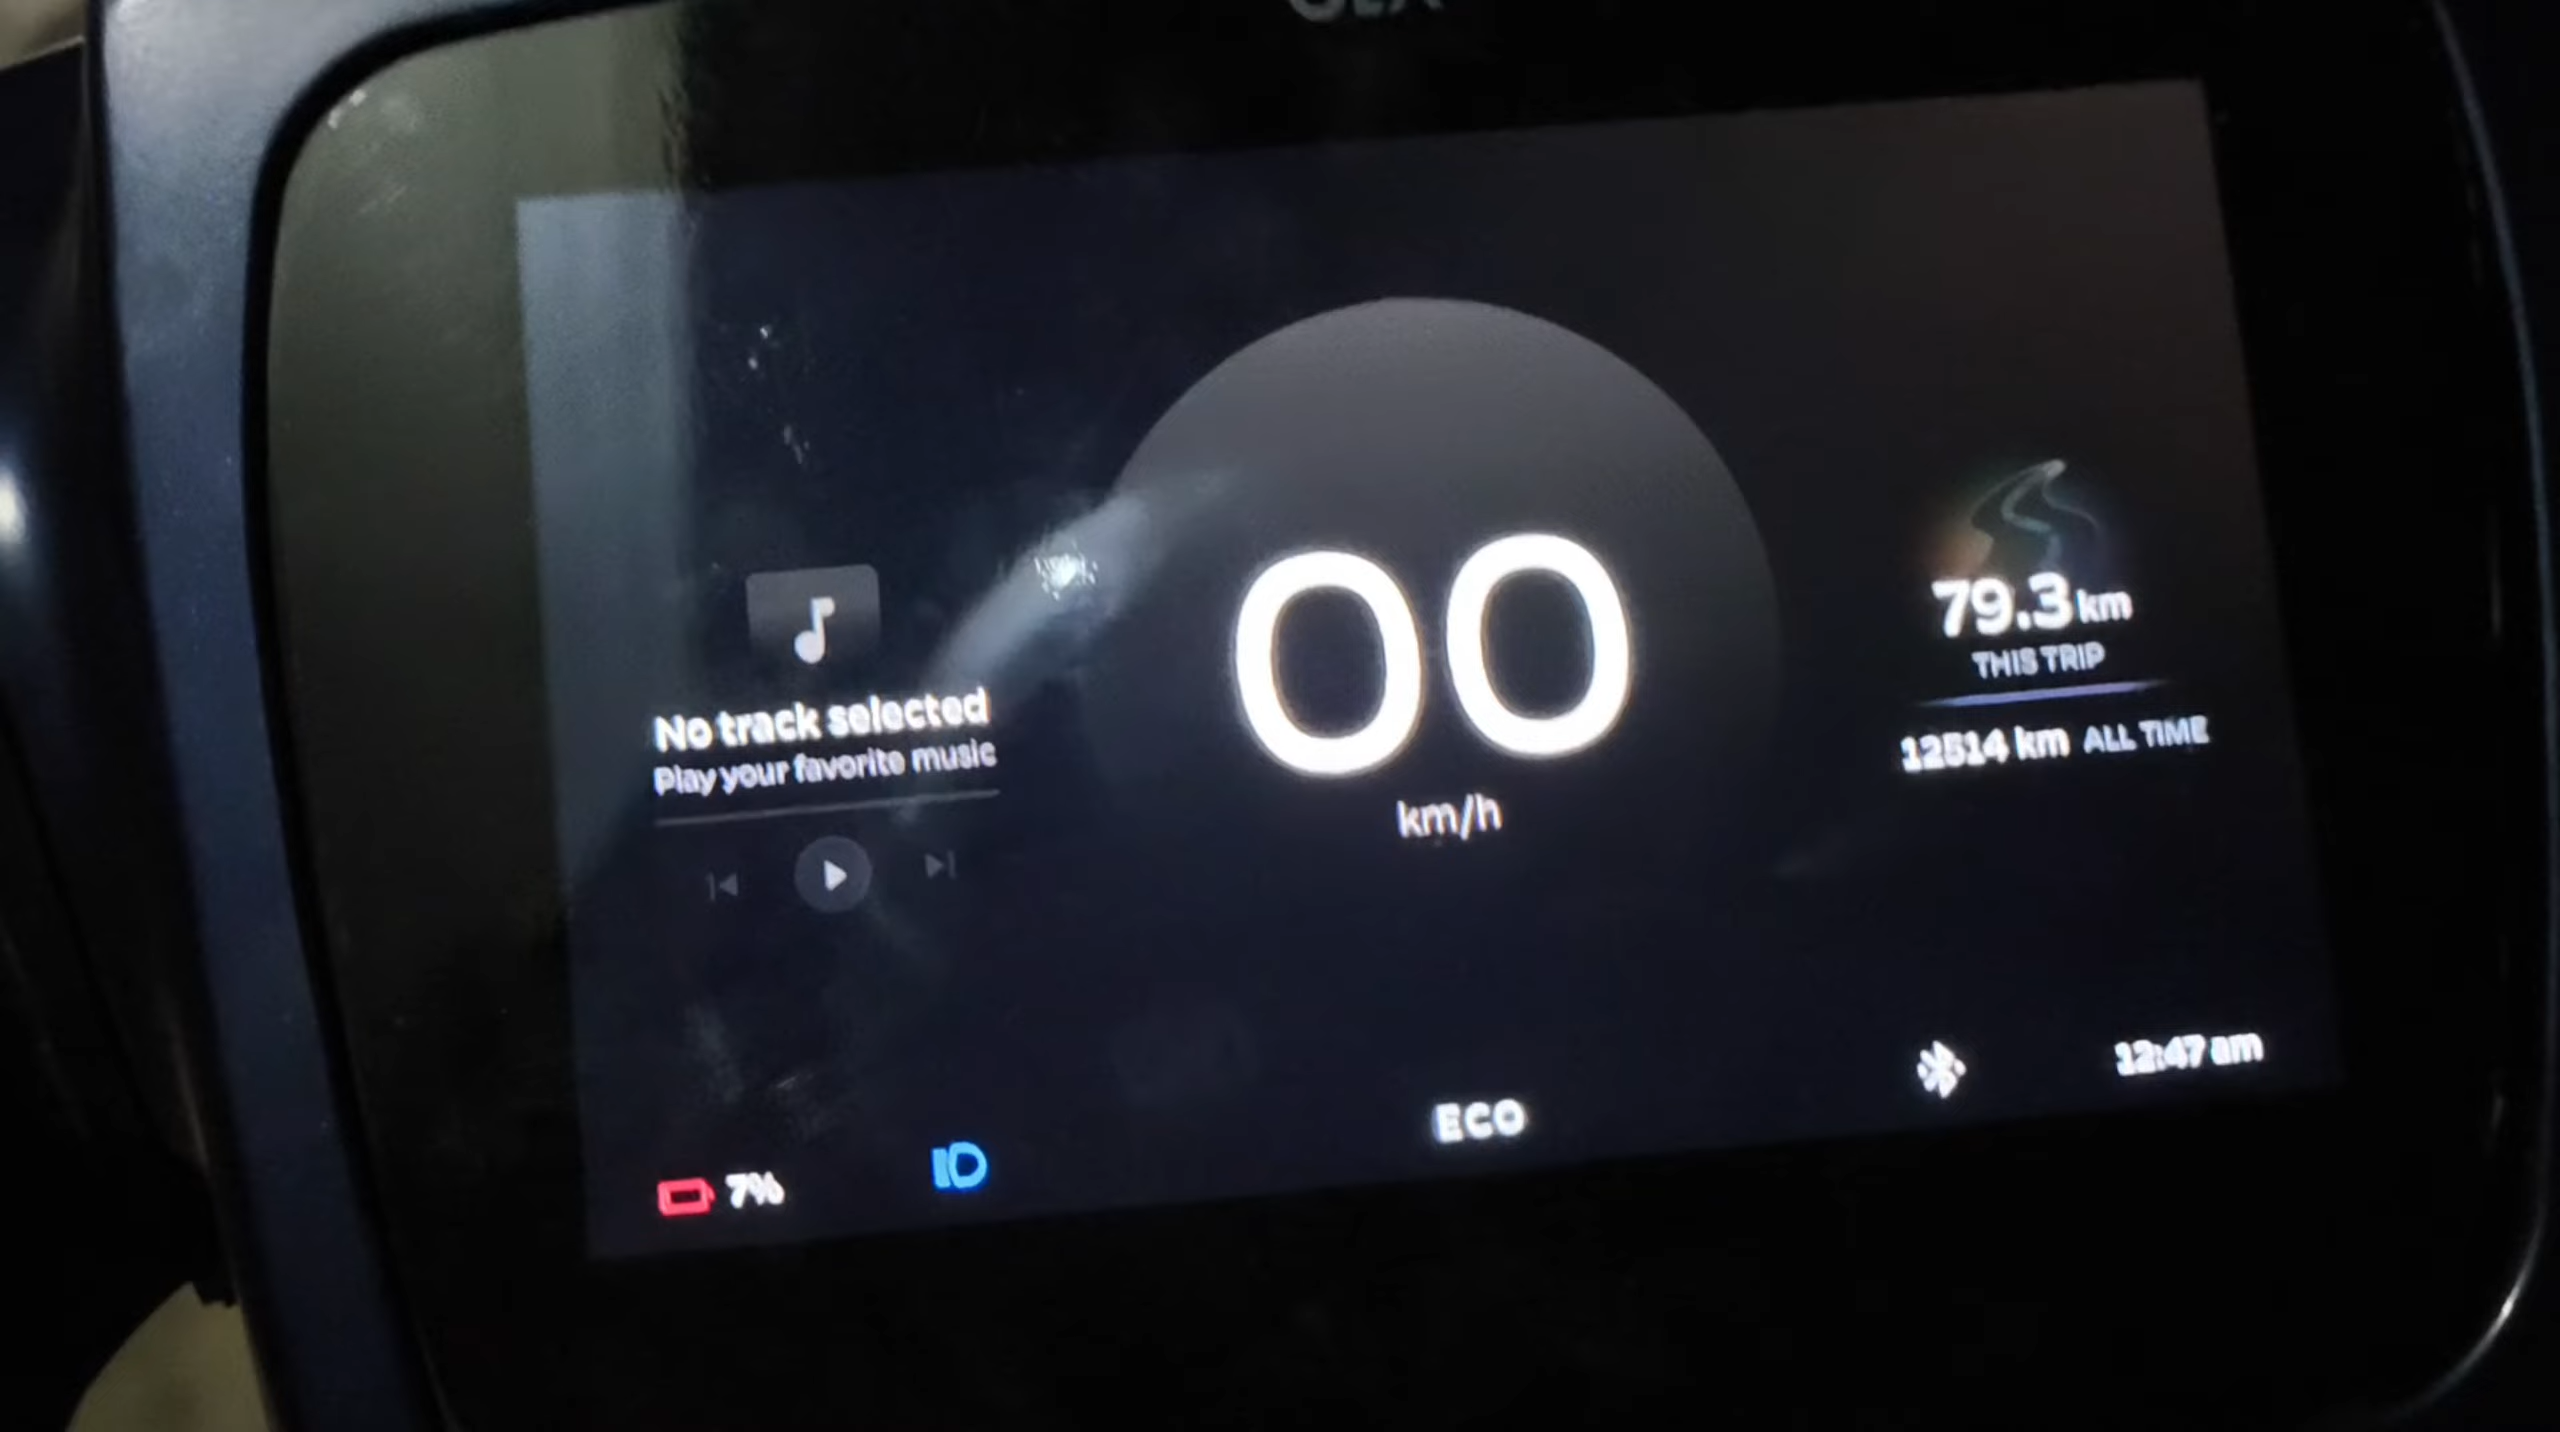 No track selected
Play your favorite music
00
km/h
79.3 km
THIS TRIP
12514 km ALL TIME
7%
ECO
12:47 am